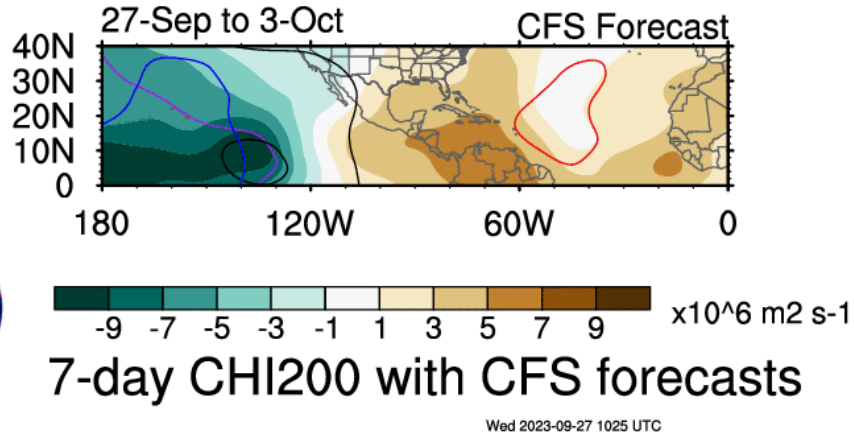 27-Sep to 3-Oct CFS Forecast
40N
30N
20N
10N
0
180 120W 60W 0
-9 -7 -5 -3 -1 1 3 5 7 9 x10^6 m2 s-1
7-day CHI200 with CFS forecasts
Wed 2023-09-27 1025 UTC